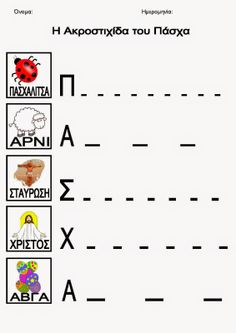 Όνομα: Ημερομηνία:
Η Ακροστιχίδα του Πάσχα
ΠΑΣΧΑΛΙΤΣΑ Π _ _ _ _ _ _ _ _ _
ΑΡΝΙ Α _ _ _
ΣΤΑΥΡΩΣΗ Σ _ _ _ _ _ _ _
ΧΡΙΣΤΟΣ Χ _ _ _ _ _ _
ΑΒΓΑ Α _ _ _